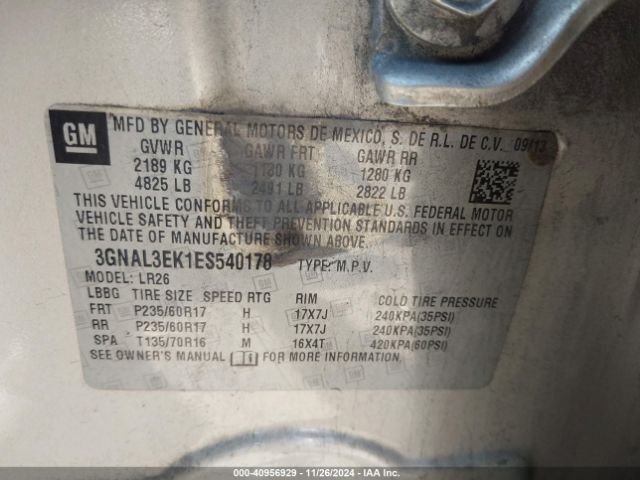 GM
MFD BY GENERAL MOTORS DE MEXICO, S. DE R.L. DE C.V. 09/13
GVWR GAWR FRT GAWR RR
2189 KG 1130 KG 1280 KG
4825 LB 2491 LB 2822 LB
THIS VEHICLE CONFORMS TO ALL APPLICABLE U.S. FEDERAL MOTOR
VEHICLE SAFETY AND THEFT PREVENTION STANDARDS IN EFFECT ON
THE DATE OF MANUFACTURE SHOWN ABOVE.
3GNAL3EK1ES540178 TYPE: M.P.V.
MODEL: LR26
LBBG TIRE SIZE SPEED RTG RIM COLD TIRE PRESSURE
FRT P235/60R17 H 17X7J 240KPA(35PSI)
RR P235/60R17 H 17X7J 240KPA(35PSI)
SPA T135/70R16 M 16X4T 420KPA(60PSI)
SEE OWNER'S MANUAL FOR MORE INFORMATION.
000-40956929 - 11/26/2024 - IAA Inc.